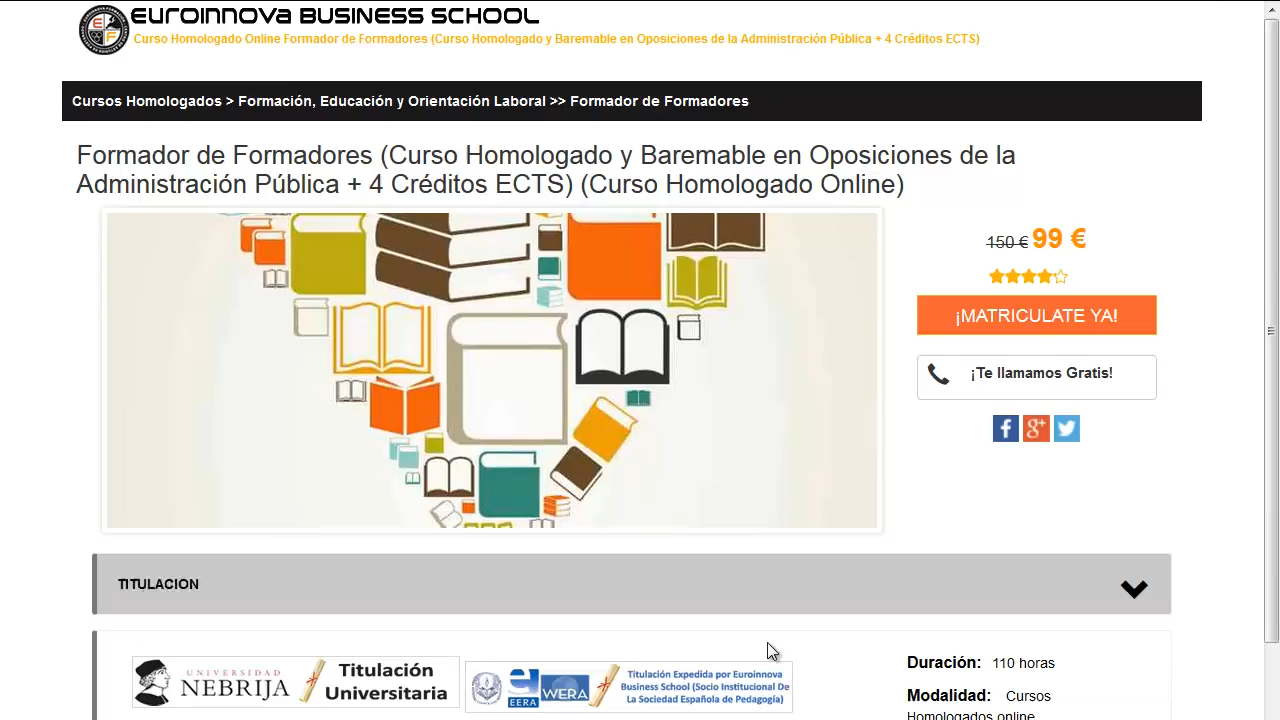 EUROINNOVA BUSINESS SCHOOL
Curso Homologado Online Formador de Formadores (Curso Homologado y Baremable en Oposiciones de la Administración Pública + 4 Créditos ECTS)
Cursos Homologados > Formación, Educación y Orientación Laboral >> Formador de Formadores
Formador de Formadores (Curso Homologado y Baremable en Oposiciones de la
Administración Pública + 4 Créditos ECTS) (Curso Homologado Online)
150 € 99 €
¡MATRICULATE YA!
¡Te llamamos Gratis!
TITULACION
UNIVERSIDAD
NEBRIJA
Titulación
Universitaria
EERA
WERA
Titulación Expedida por Euroinnova
Business School (Socio Institucional De
La Sociedad Española de Pedagogía)
Duración: 110 horas
Modalidad: Cursos
Homologados online